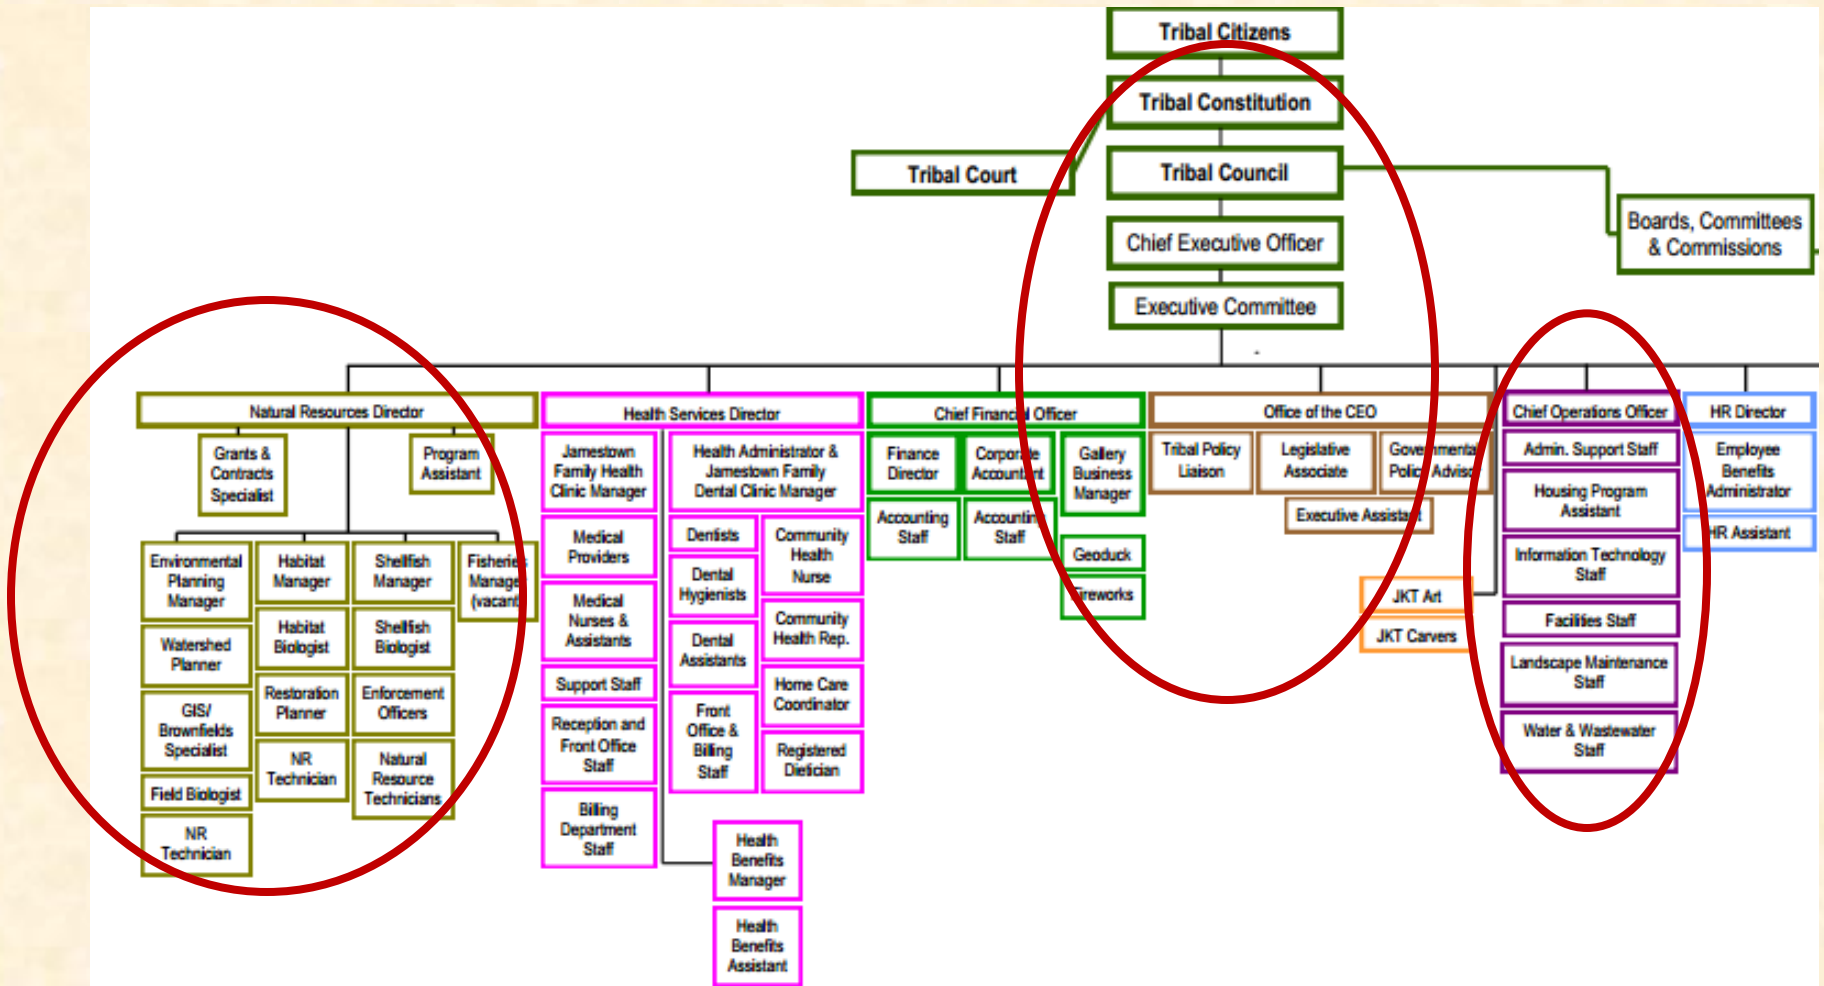 Tribal Citizens
Tribal Constitution
Tribal Court
Tribal Council
Boards, Committees
& Commissions
Chief Executive Officer
Executive Committee
Natural Resources Director
Grants &
Contracts
Specialist
Program
Assistant
Environmental
Planning
Manager
Watershed
Planner
GIS/
Brownfields
Specialist
Field Biologist
NR
Technician
Habitat
Manager
Habitat
Biologist
Restoration
Planner
NR
Technician
Shellfish
Manager
Shellfish
Biologist
Enforcement
Officers
Natural
Resource
Technicians
Fisheries
Manager
(vacant)
Health Services Director
Jamestown
Family Health
Clinic Manager
Medical
Providers
Medical
Nurses &
Assistants
Support Staff
Reception and
Front Office
Staff
Billing
Department
Staff
Health Administrator &
Jamestown Family
Dental Clinic Manager
Dentists
Dental
Hygienists
Dental
Assistants
Front
Office &
Billing
Staff
Community
Health
Nurse
Community
Health Rep.
Home Care
Coordinator
Registered
Dietician
Health
Benefits
Manager
Health
Benefits
Assistant
Chief Financial Officer
Finance
Director
Accounting
Staff
Corporate
Accountant
Accounting
Staff
Gallery
Business
Manager
Geoduck
Fireworks
Office of the CEO
Tribal Policy
Liaison
Legislative
Associate
Governmental
Policy Advisor
Executive Assistant
JKT Art
JKT Carvers
Chief Operations Officer
Admin. Support Staff
Housing Program
Assistant
Information Technology
Staff
Facilities Staff
Landscape Maintenance
Staff
Water & Wastewater
Staff
HR Director
Employee
Benefits
Administrator
HR Assistant